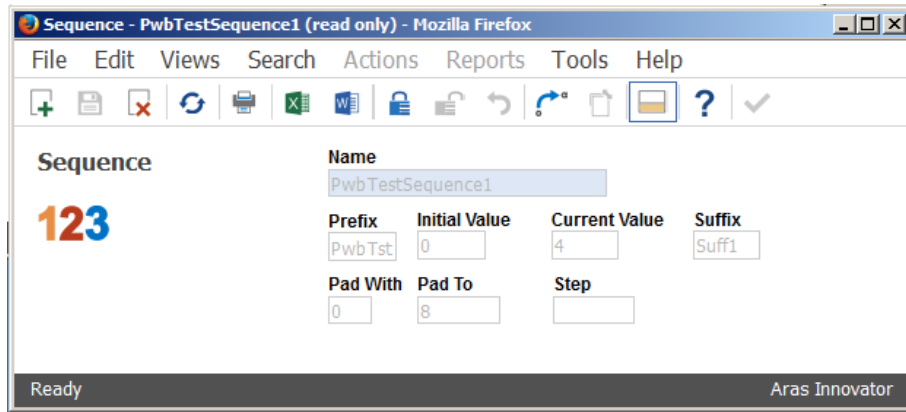 Sequence - PwbTestSequence1 (read only) - Mozilla Firefox
File Edit Views Search Actions Reports Tools Help
Sequence
123
Name
PwbTestSequence1
Prefix Initial Value Current Value Suffix
PwbTst 0 4 Suff1
Pad With Pad To Step
0 8
Ready Aras Innovator